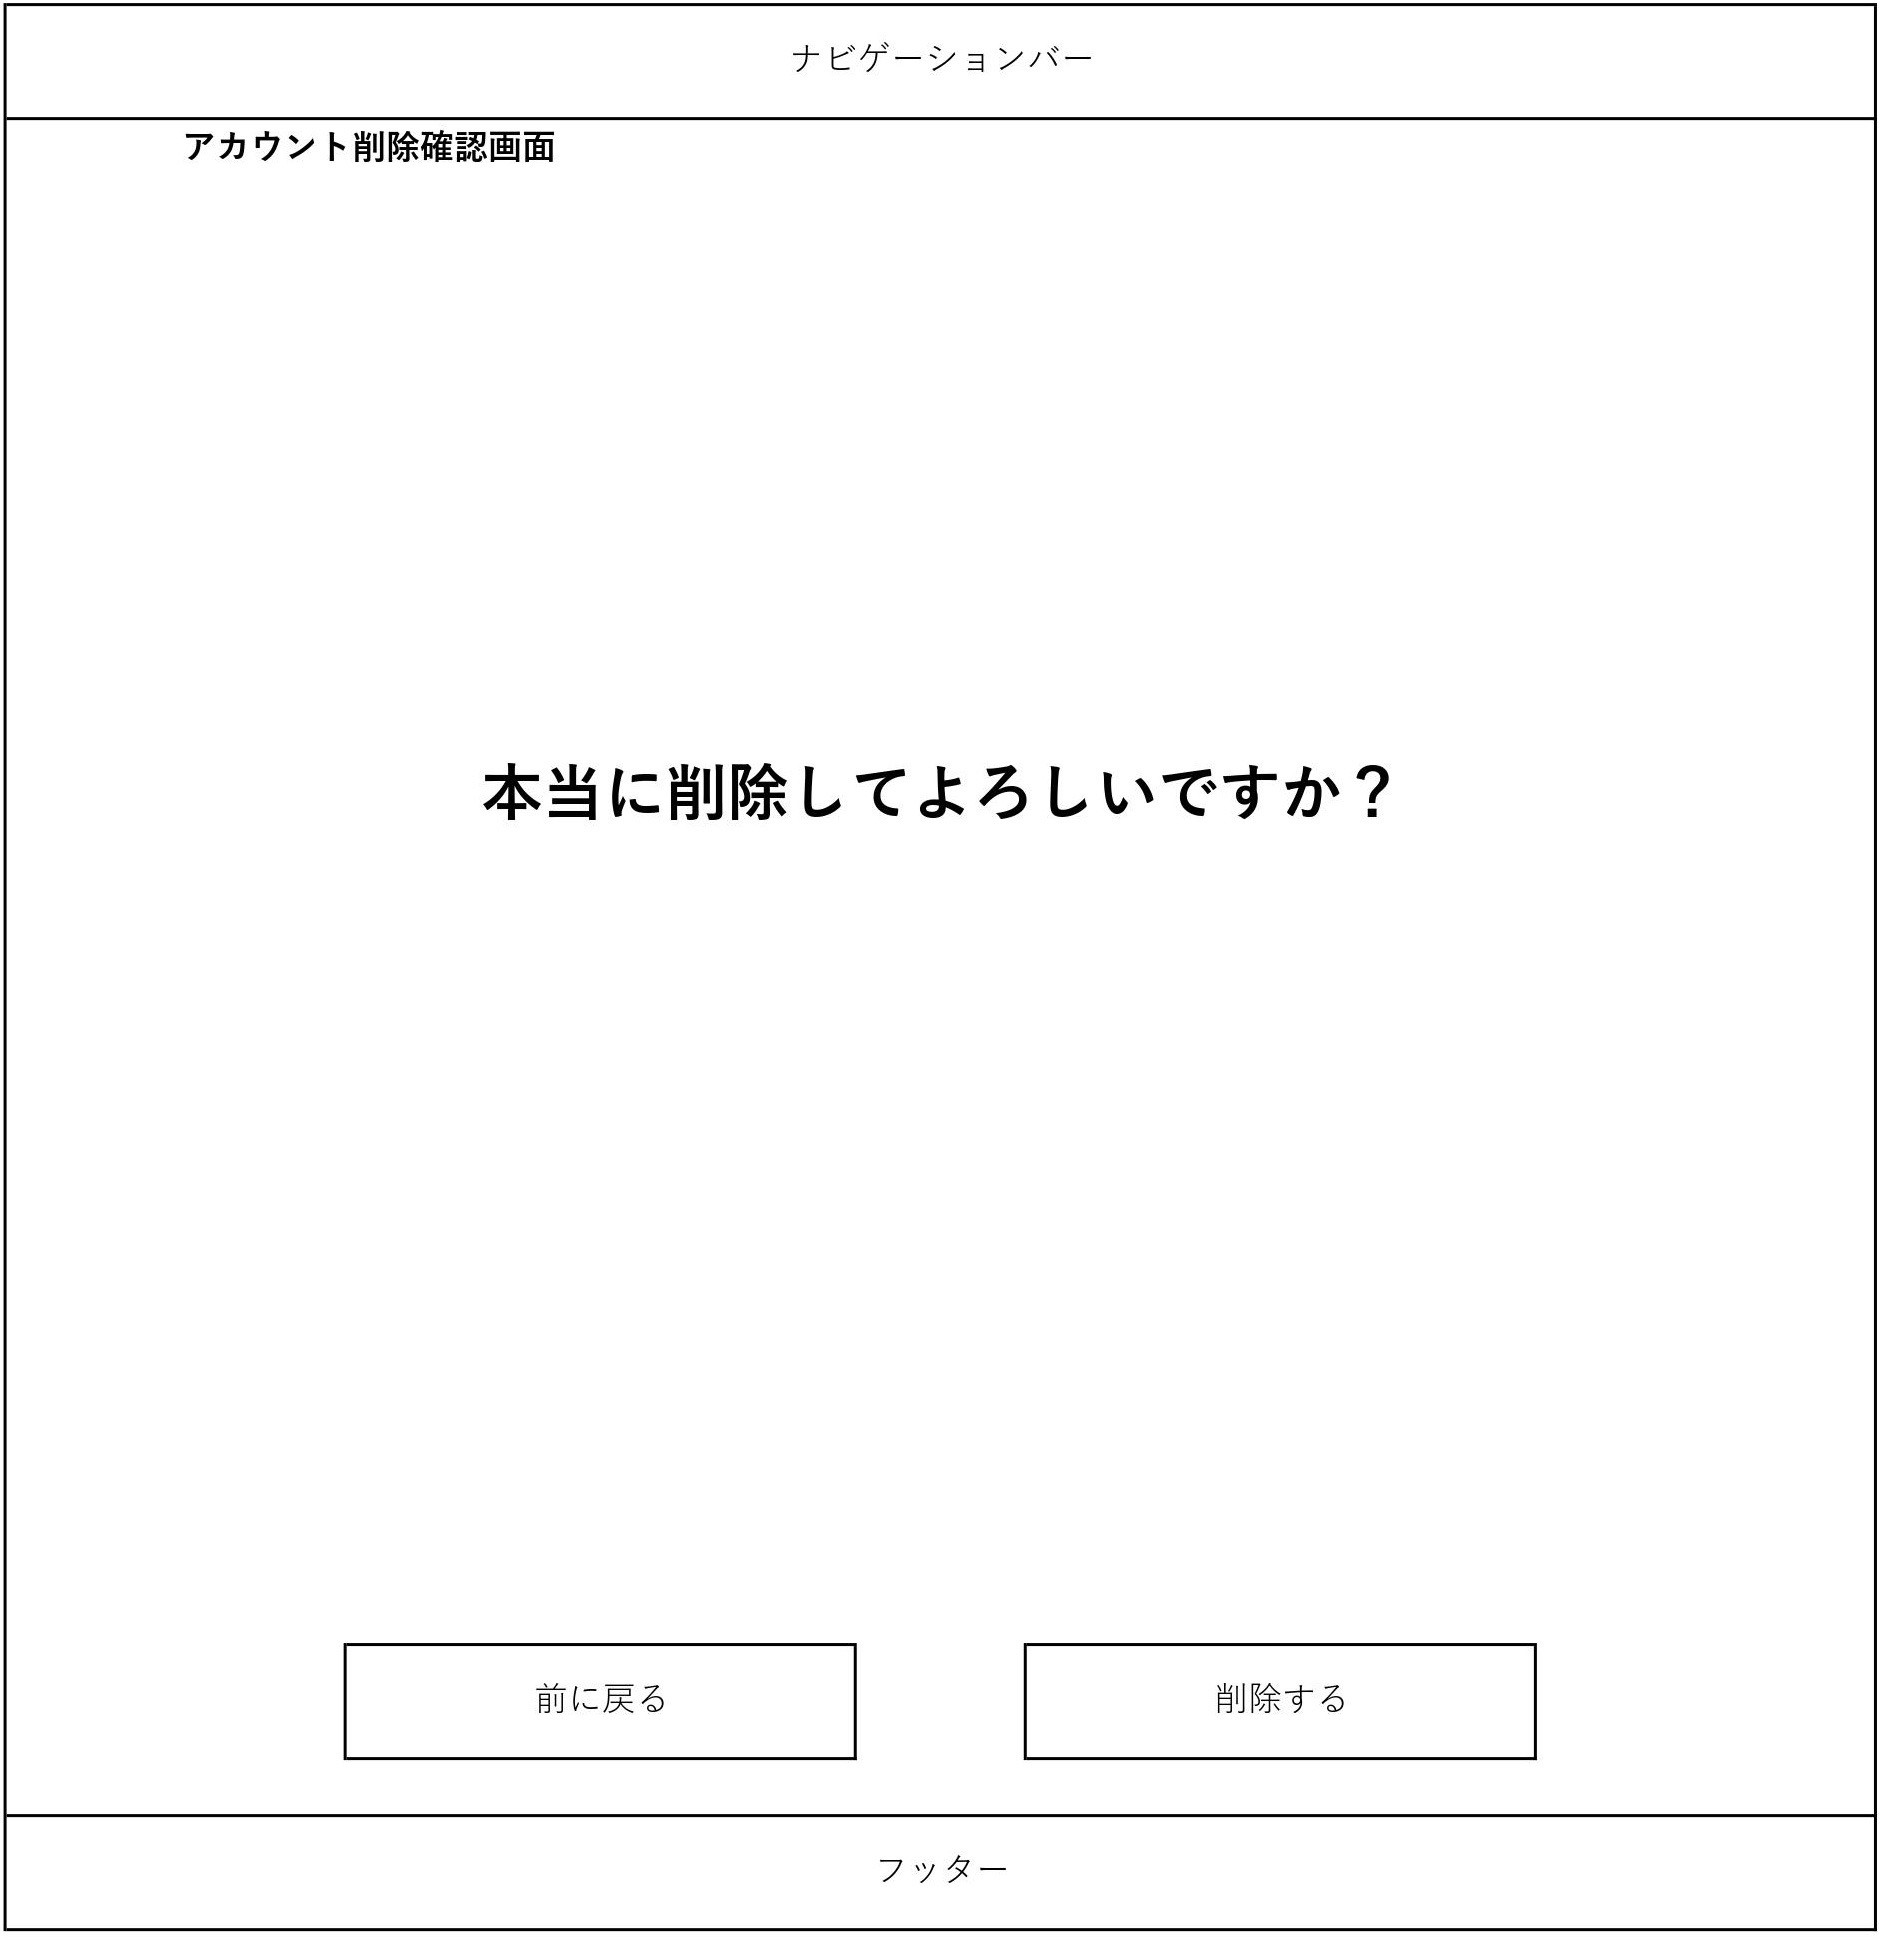 ナビゲーションバー
アカウント削除確認画面
本当に削除してよろしいですか？
前に戻る
削除する
フッター